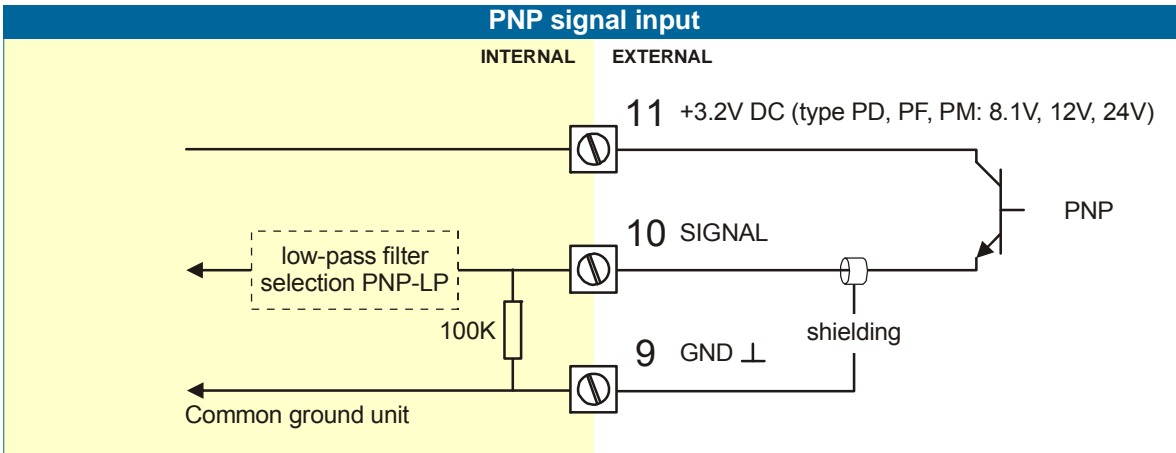 PNP signal input
INTERNAL EXTERNAL
11 +3.2V DC (type PD, PF, PM: 8.1V, 12V, 24V)
PNP
10 SIGNAL
low-pass filter
selection PNP-LP
100K
shielding
9 GND ⊥
Common ground unit